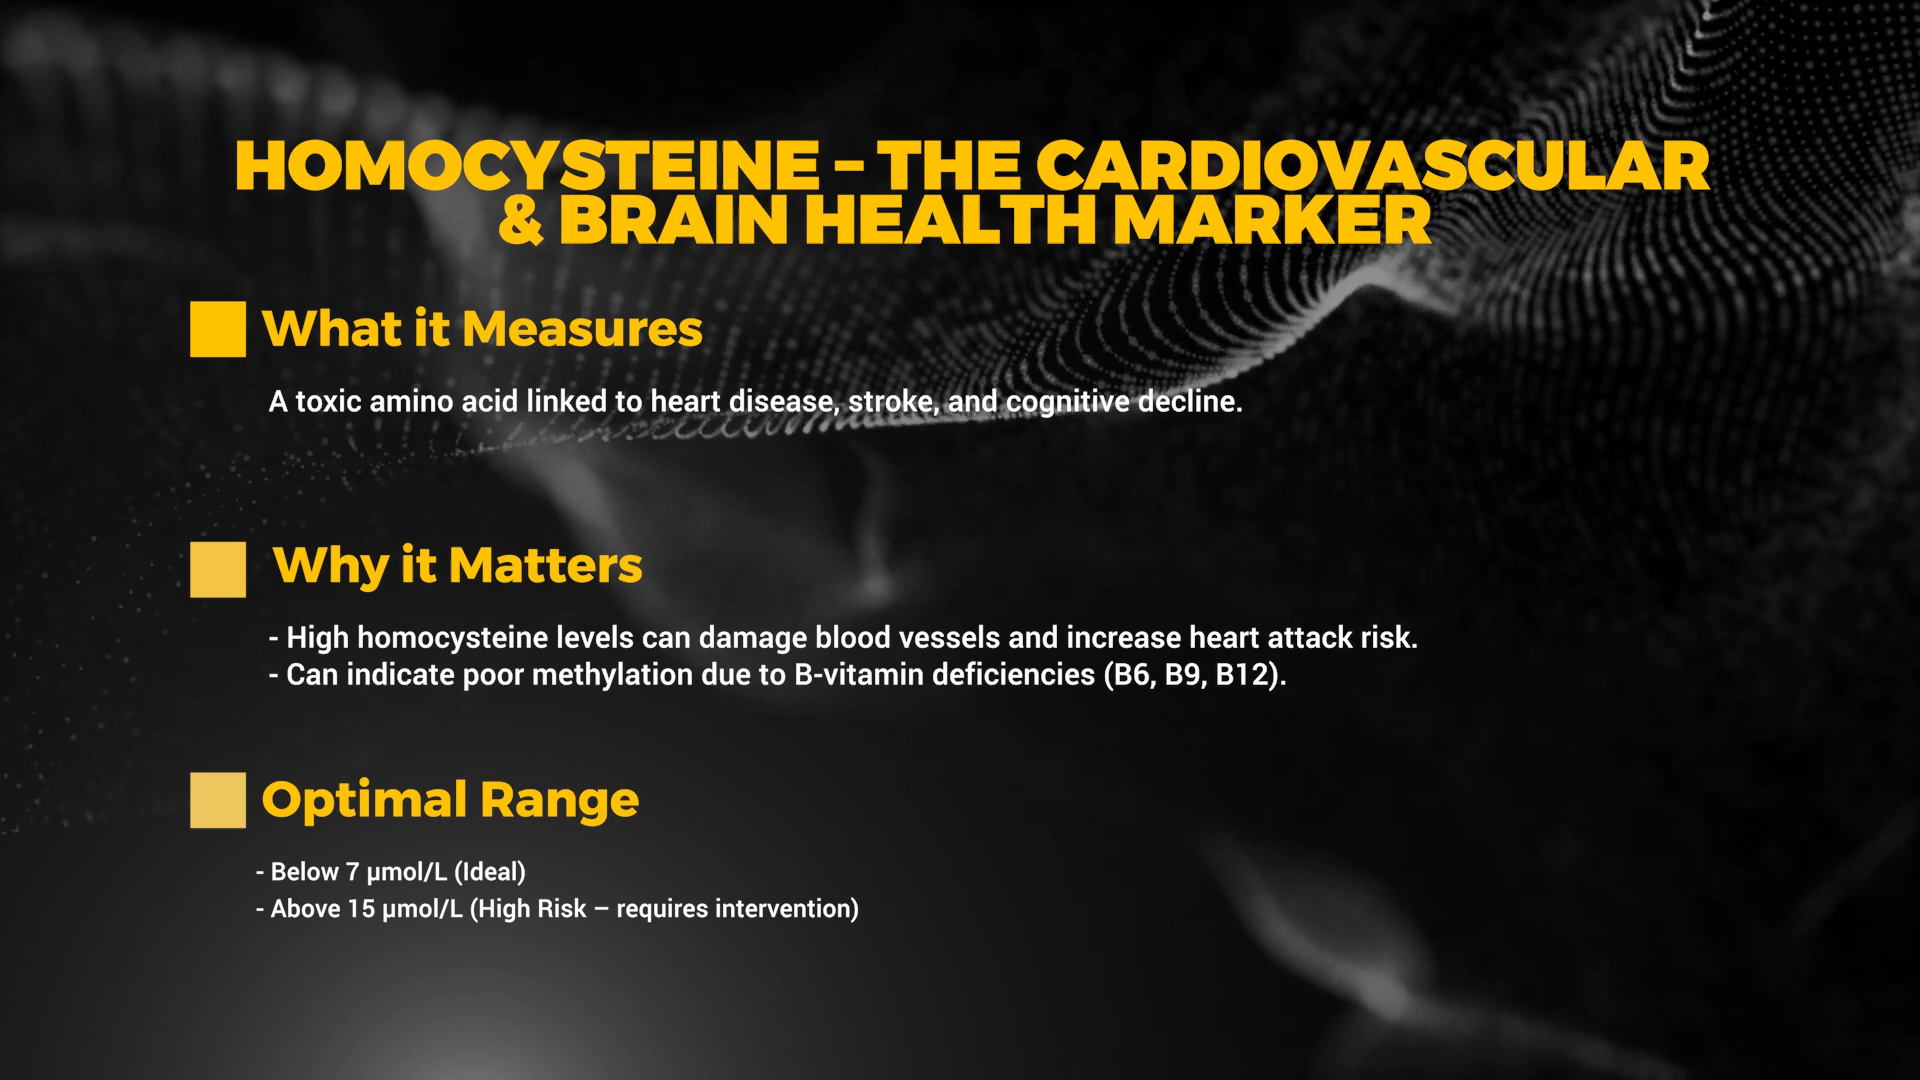 HOMOCYSTEINE – THE CARDIOVASCULAR
& BRAIN HEALTH MARKER
What it Measures
A toxic amino acid linked to heart disease, stroke, and cognitive decline.
Why it Matters
- High homocysteine levels can damage blood vessels and increase heart attack risk.
- Can indicate poor methylation due to B-vitamin deficiencies (B6, B9, B12).
Optimal Range
- Below 7 µmol/L (Ideal)
- Above 15 µmol/L (High Risk – requires intervention)